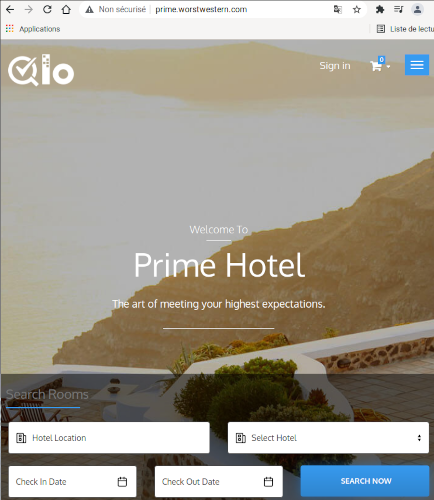 Non sécurisé | prime.worstwestern.com
Applications
Liste de lectu
Qlo
Sign in
0
Welcome To
Prime Hotel
The art of meeting your highest expectations.
Search Rooms
Hotel Location
Select Hotel
Check In Date
Check Out Date
SEARCH NOW